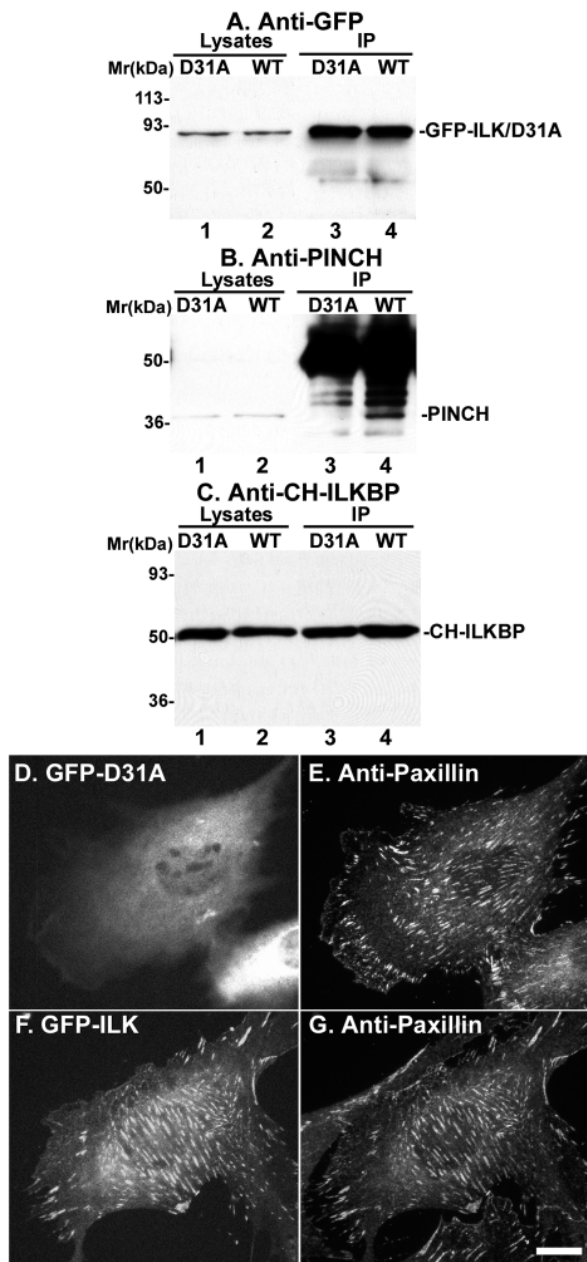 A. Anti-GFP
Lysates IP
Mr(kDa) D31A WT D31A WT
113-
93-
-GFP-ILK/D31A
50-
1 2 3 4
B. Anti-PINCH
Lysates IP
Mr(kDa) D31A WT D31A WT
50-
36-
-PINCH
1 2 3 4
C. Anti-CH-ILKBP
Lysates IP
Mr(kDa) D31A WT D31A WT
93-
50-
-CH-ILKBP
36-
1 2 3 4
D. GFP-D31A
E. Anti-Paxillin
F. GFP-ILK
G. Anti-Paxillin